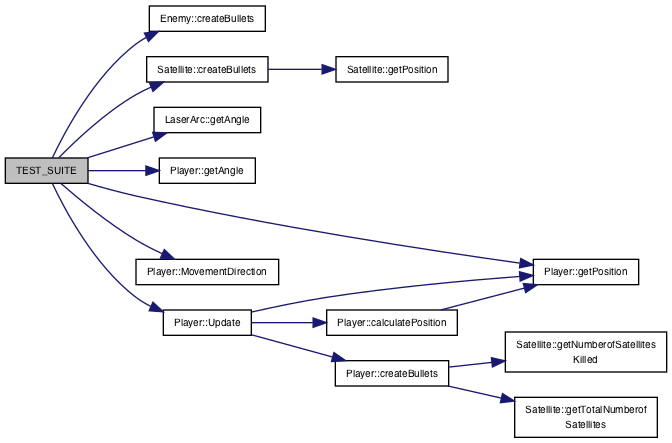 Enemy::createBullets
Satellite::createBullets
Satellite::getPosition
LaserArc::getAngle
TEST_SUITE
Player::getAngle
Player::MovementDirection
Player::getPosition
Player::Update
Player::calculatePosition
Satellite::getNumberofSatellites
Killed
Player::createBullets
Satellite::getTotalNumberof
Satellites